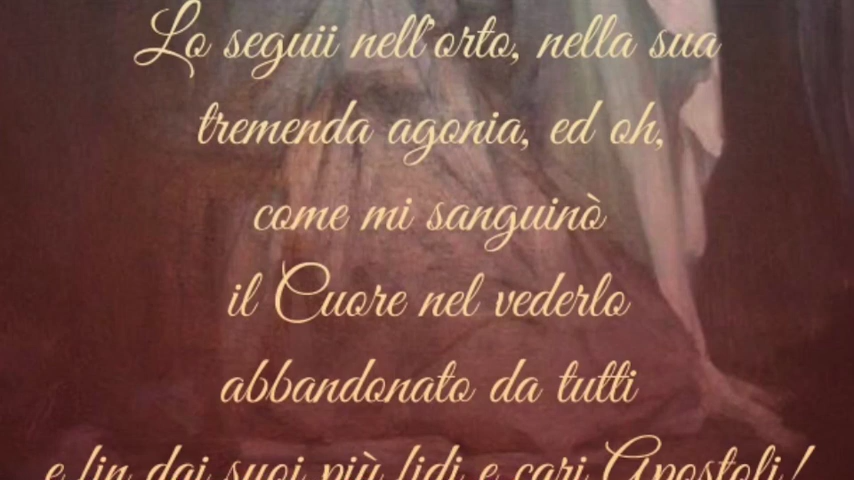 Lo seguii nell'orto, nella sua
tremenda agonia, ed oh,
come mi sanguinò
il Cuore nel vederlo
abbandonato da tutti
e fin dai suoi più fidi e cari Apostoli!